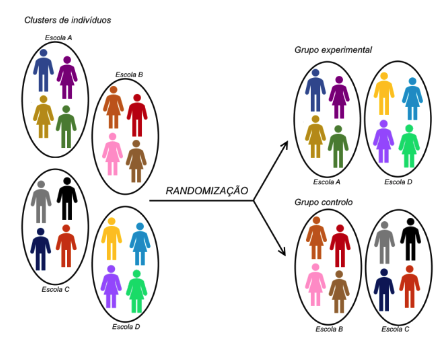 Clusters de indivíduos
Escola A
Escola B
Escola C
Escola D
RANDOMIZAÇÃO
Grupo experimental
Escola A
Escola D
Grupo controlo
Escola B
Escola C